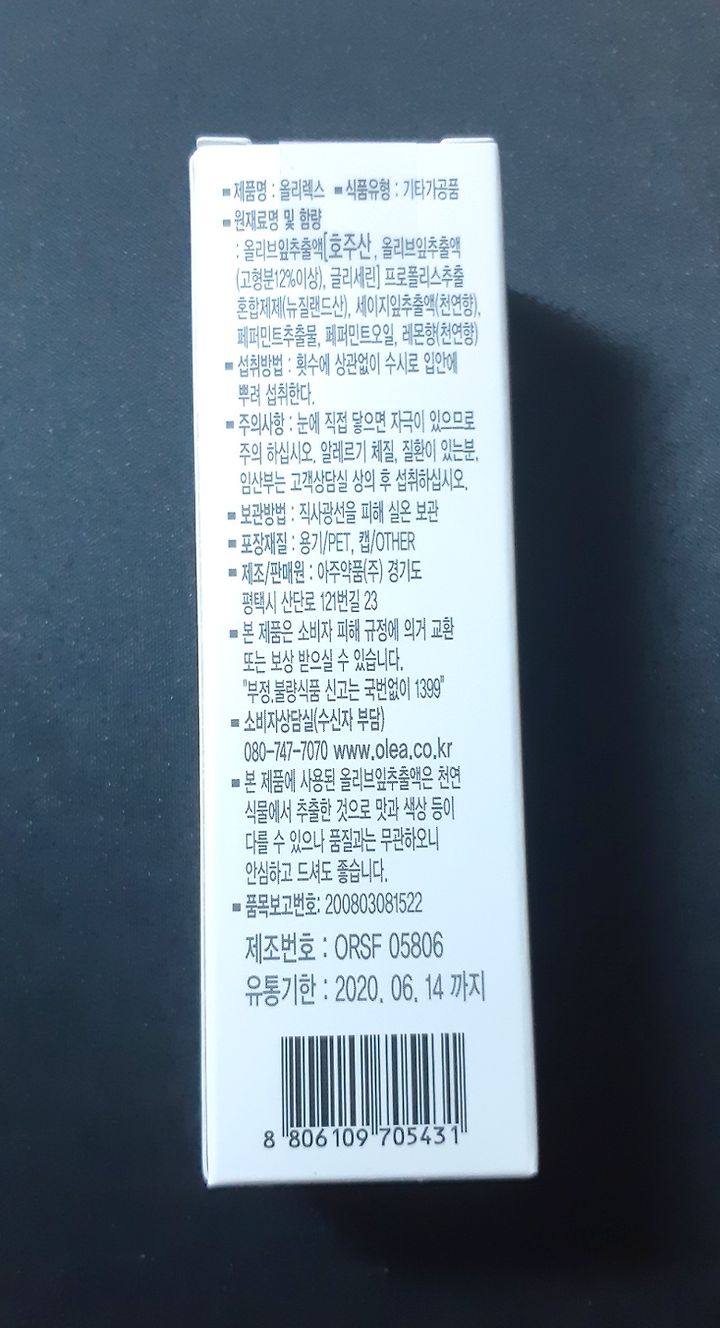 ▪ 제품명 : 올리렉스 ▪ 식품유형 : 기타가공품
▪ 원재료명 및 함량
: 올리브잎추출액[호주산, 올리브잎추출액
(고형분12%이상), 글리세린] 프로폴리스추출
혼합제제(뉴질랜드산), 세이지잎추출액(천연향),
페퍼민트추출물, 페퍼민트오일, 레몬향(천연향)
▪ 섭취방법 : 횟수에 상관없이 수시로 입안에
뿌려 섭취한다.
▪ 주의사항 : 눈에 직접 닿으면 자극이 있으므로
주의 하십시오. 알레르기 체질, 질환이 있는분,
임산부는 고객상담실 상의 후 섭취하십시오.
▪ 보관방법 : 직사광선을 피해 실온 보관
▪ 포장재질 : 용기/PET, 캡/OTHER
▪ 제조/판매원 : 아주약품(주) 경기도
평택시 산단로 121번길 23
▪ 본 제품은 소비자 피해 규정에 의거 교환
또는 보상 받으실 수 있습니다.
"부정,불량식품 신고는 국번없이 1399"
▪ 소비자상담실(수신자 부담)
080-747-7070 www.olea.co.kr
▪ 본 제품에 사용된 올리브잎추출액은 천연
식물에서 추출한 것으로 맛과 색상 등이
다를 수 있으나 품질과는 무관하오니
안심하고 드셔도 좋습니다.
▪ 품목보고번호: 200803081522
제조번호 : ORSF 05806
유통기한 : 2020. 06. 14 까지
8 806109 705431